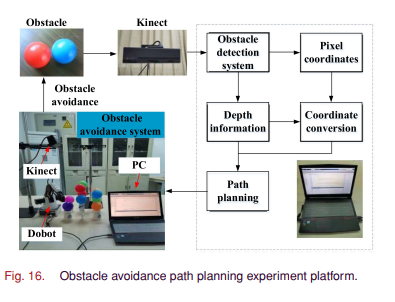 Obstacle
Kinect
Obstacle
detection
system
Pixel
coordinates
Obstacle
avoidance
Depth
information
Coordinate
conversion
Obstacle
avoidance system
PC
Kinect
Dobot
Path
planning
Fig. 16. Obstacle avoidance path planning experiment platform.